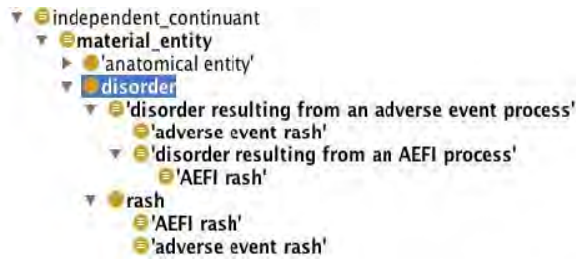 independent_continuant
material_entity
'anatomical entity'
disorder
'disorder resulting from an adverse event process'
'adverse event rash'
'disorder resulting from an AEFI process'
'AEFI rash'
rash
'AEFI rash'
'adverse event rash'